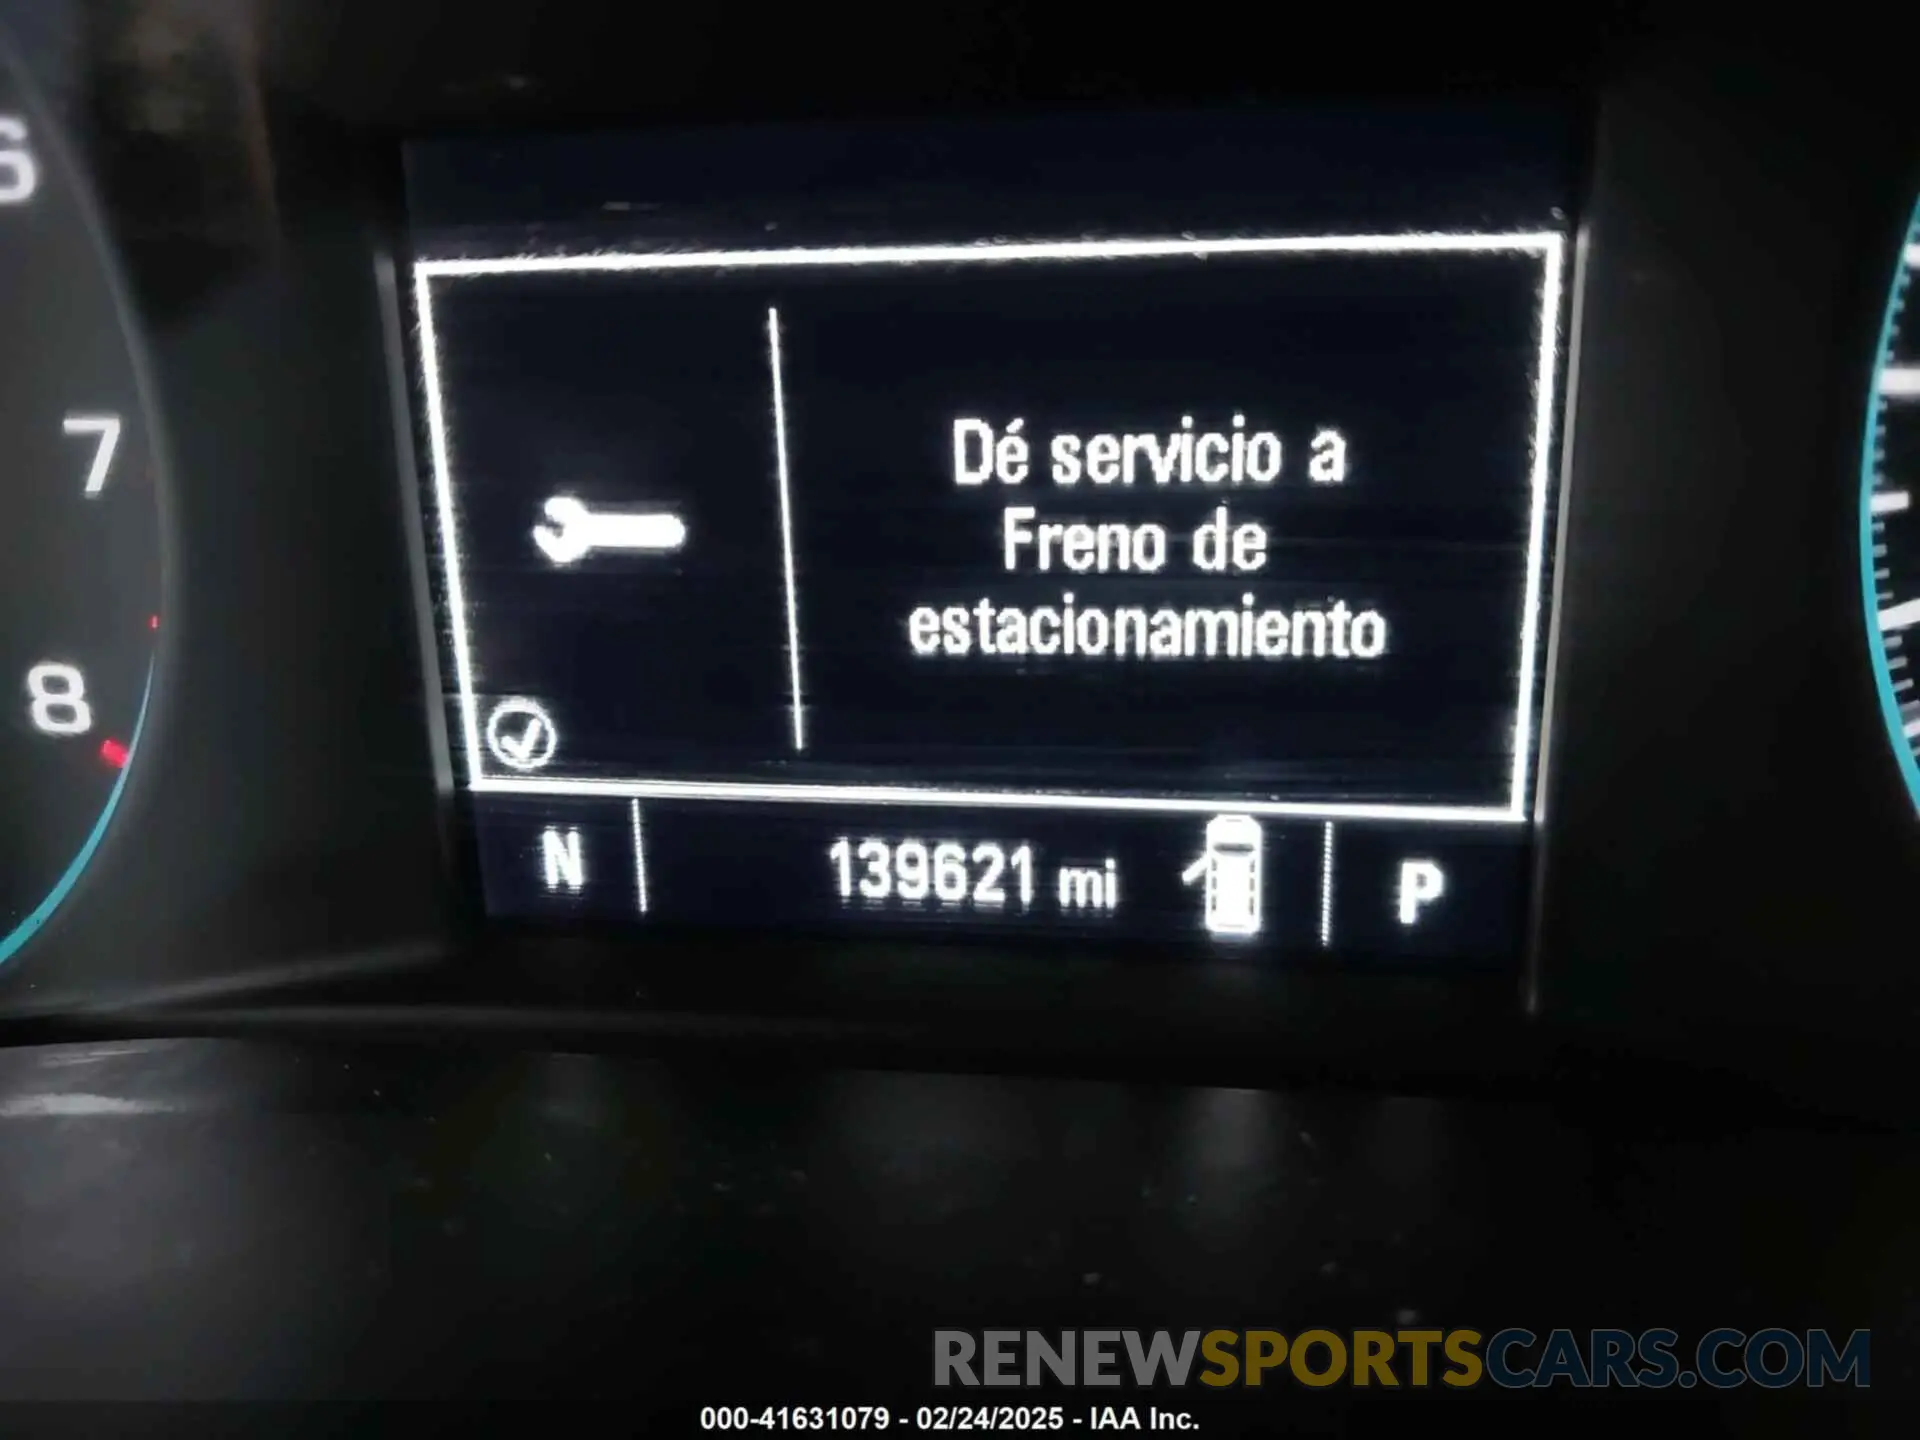 6
7
8
Dé servicio a
Freno de
estacionamiento
N
139621 mi
P
RENEWSPORTSCARS.COM
000-41631079 - 02/24/2025 - IAA Inc.